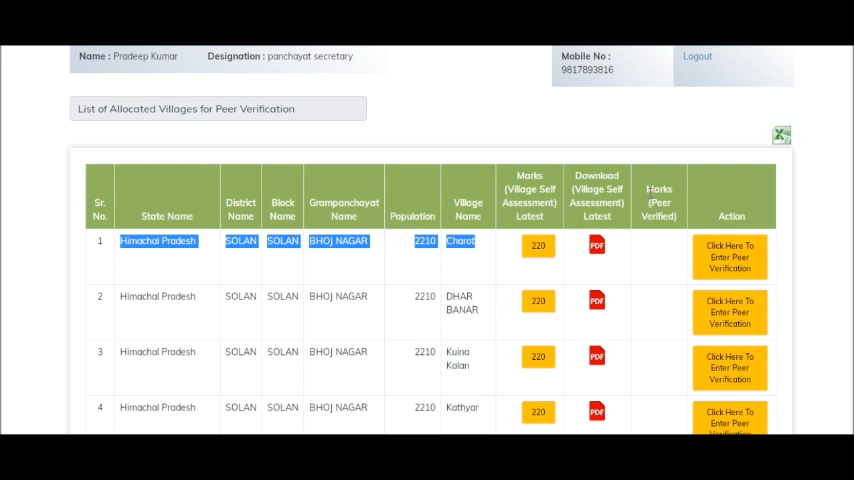 Name : Pradeep Kumar Designation : panchayat secretary Mobile No : Logout
9817893816
List of Allocated Villages for Peer Verification
Sr. No. State Name District Name Block Name Grampanchayat Name Population Village Name Marks (Village Self Assessment) Latest Download (Village Self Assessment) Latest Marks (Peer Verified) Action
1 Himachal Pradesh SOLAN SOLAN BHOJ NAGAR 2210 Charot 220 PDF Click Here To Enter Peer Verification
2 Himachal Pradesh SOLAN SOLAN BHOJ NAGAR 2210 DHAR BANAR 220 PDF Click Here To Enter Peer Verification
3 Himachal Pradesh SOLAN SOLAN BHOJ NAGAR 2210 Kuina Kalan 220 PDF Click Here To Enter Peer Verification
4 Himachal Pradesh SOLAN SOLAN BHOJ NAGAR 2210 Kathyar 220 PDF Click Here To Enter Peer Verification